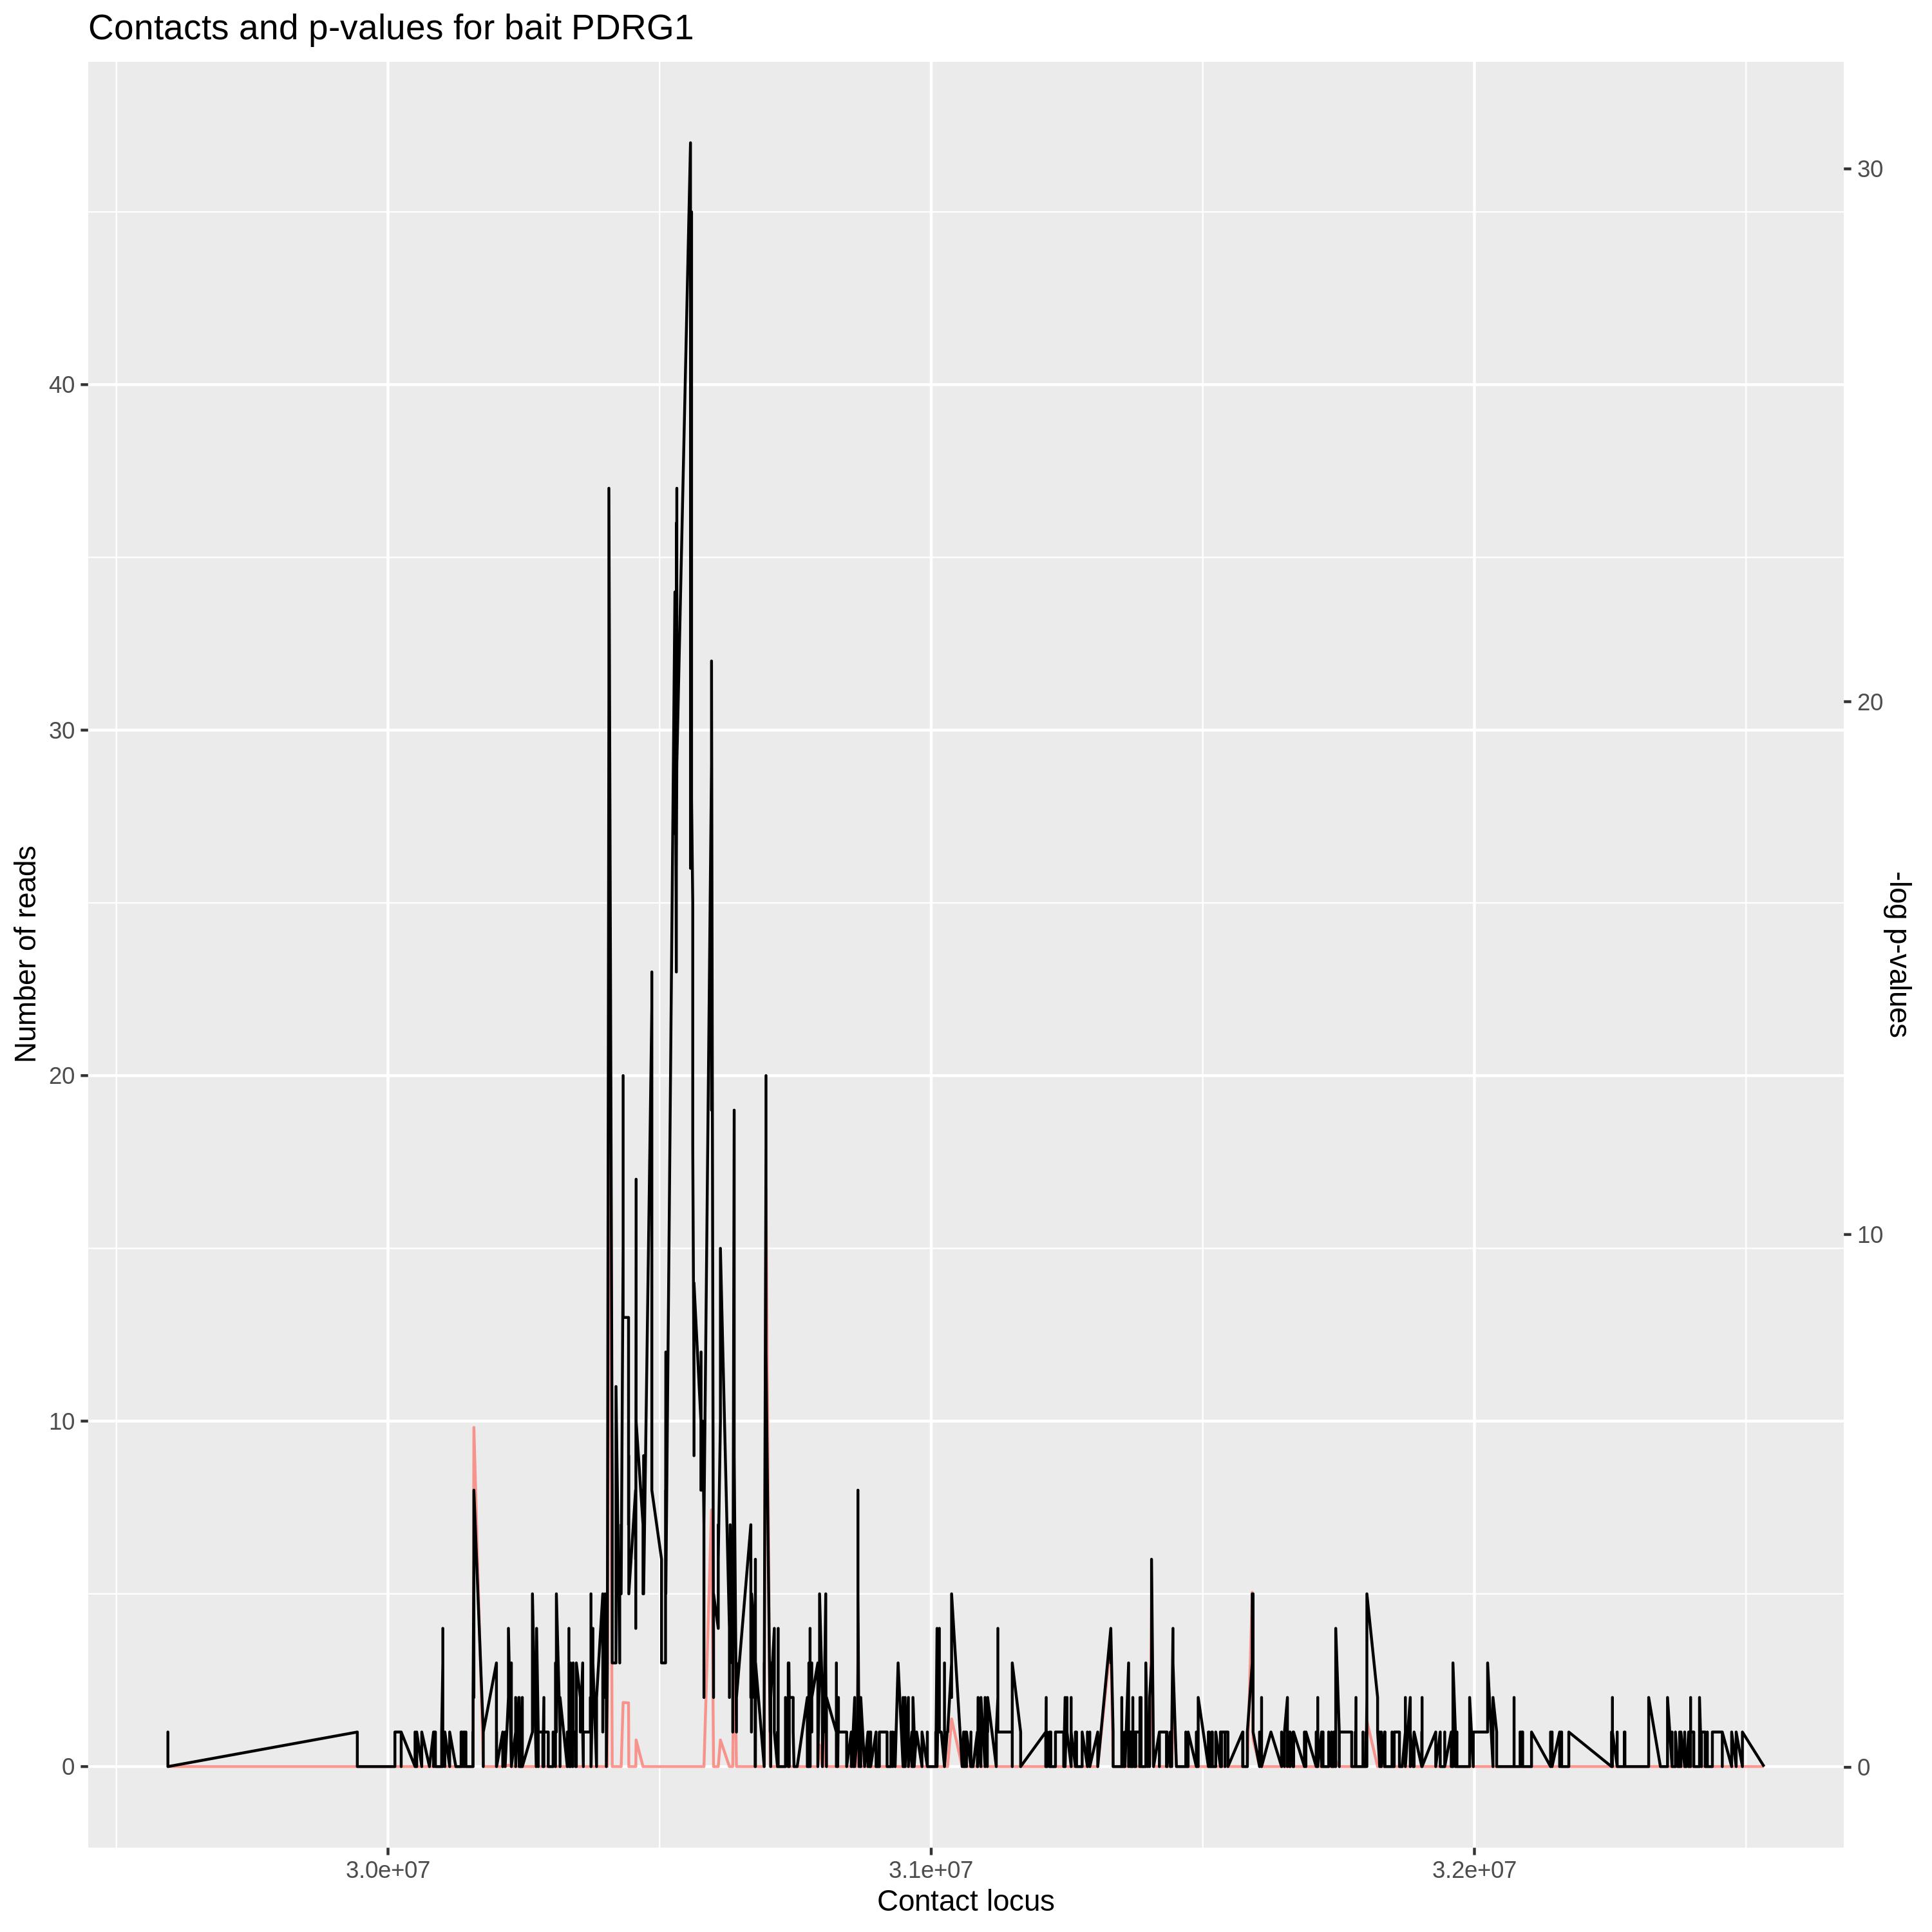 Contacts and p-values for bait PDRG1
Number of reads
40
30
20
10
0
30
20
10
0
-log p-values
3.0e+07
3.1e+07
3.2e+07
Contact locus